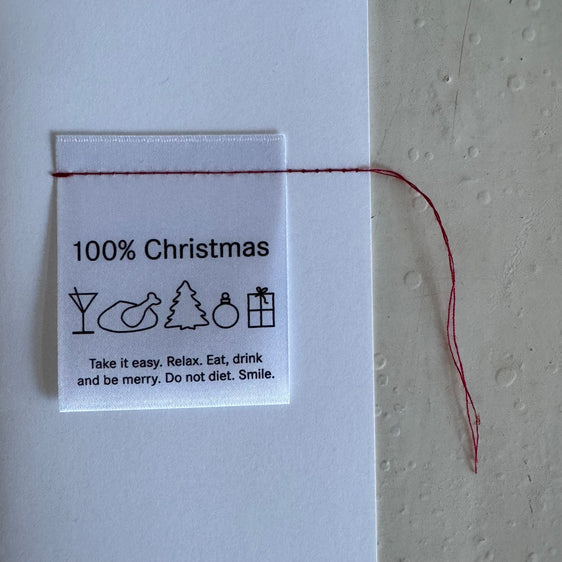 100% Christmas
Take it easy. Relax. Eat, drink
and be merry. Do not diet. Smile.